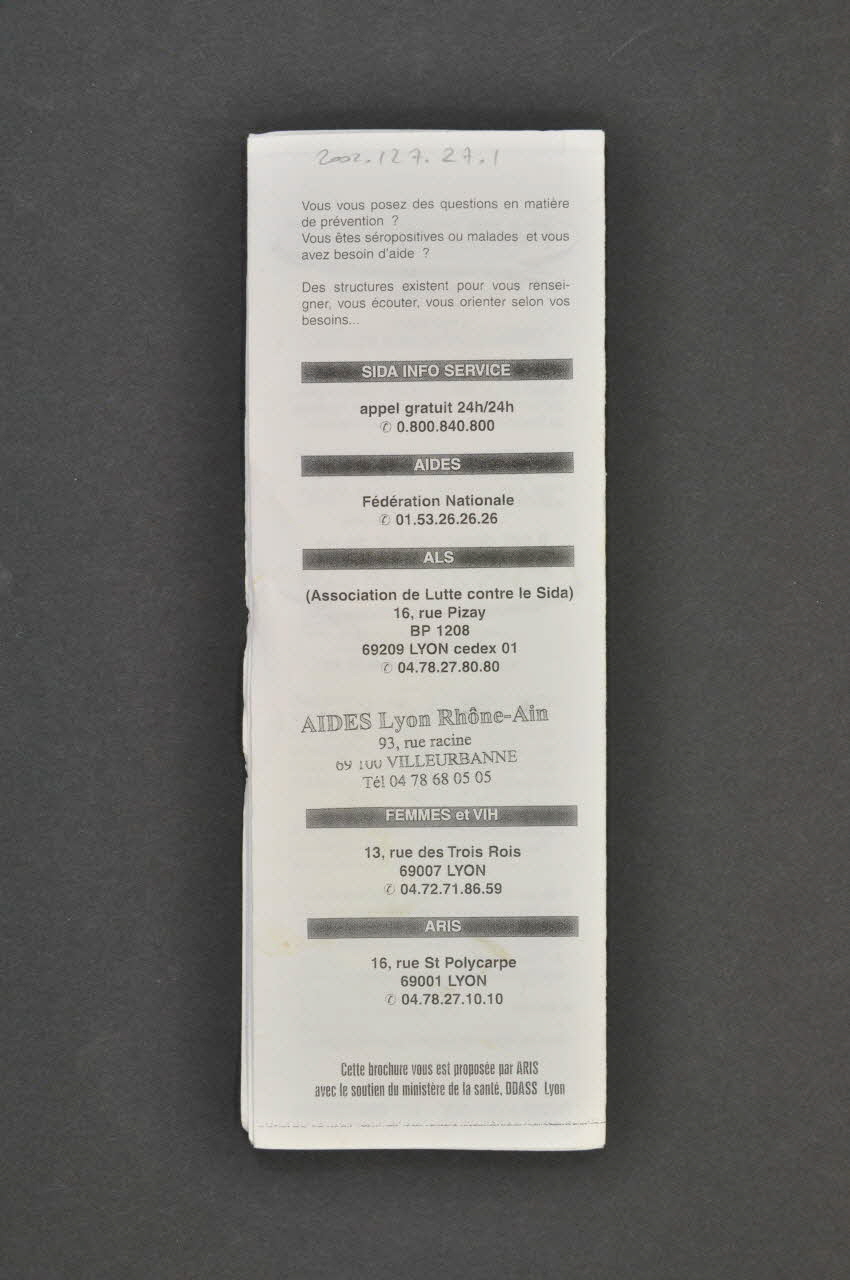 2002.127.27.1
Vous vous posez des questions en matière
de prévention ?
Vous êtes séropositives ou malades et vous
avez besoin d'aide ?
Des structures existent pour vous rensei-
gner, vous écouter, vous orienter selon vos
besoins...
SIDA INFO SERVICE
appel gratuit 24h/24h
✆ 0.800.840.800
AIDES
Fédération Nationale
✆ 01.53.26.26.26
ALS
(Association de Lutte contre le Sida)
16, rue Pizay
BP 1208
69209 LYON cedex 01
✆ 04.78.27.80.80
AIDES Lyon Rhône-Ain
93, rue racine
69 100 VILLEURBANNE
Tél 04 78 68 05 05
FEMMES et VIH
13, rue des Trois Rois
69007 LYON
✆ 04.72.71.86.59
ARIS
16, rue St Polycarpe
69001 LYON
✆ 04.78.27.10.10
Cette brochure vous est proposée par ARIS
avec le soutien du ministère de la santé, DDASS Lyon